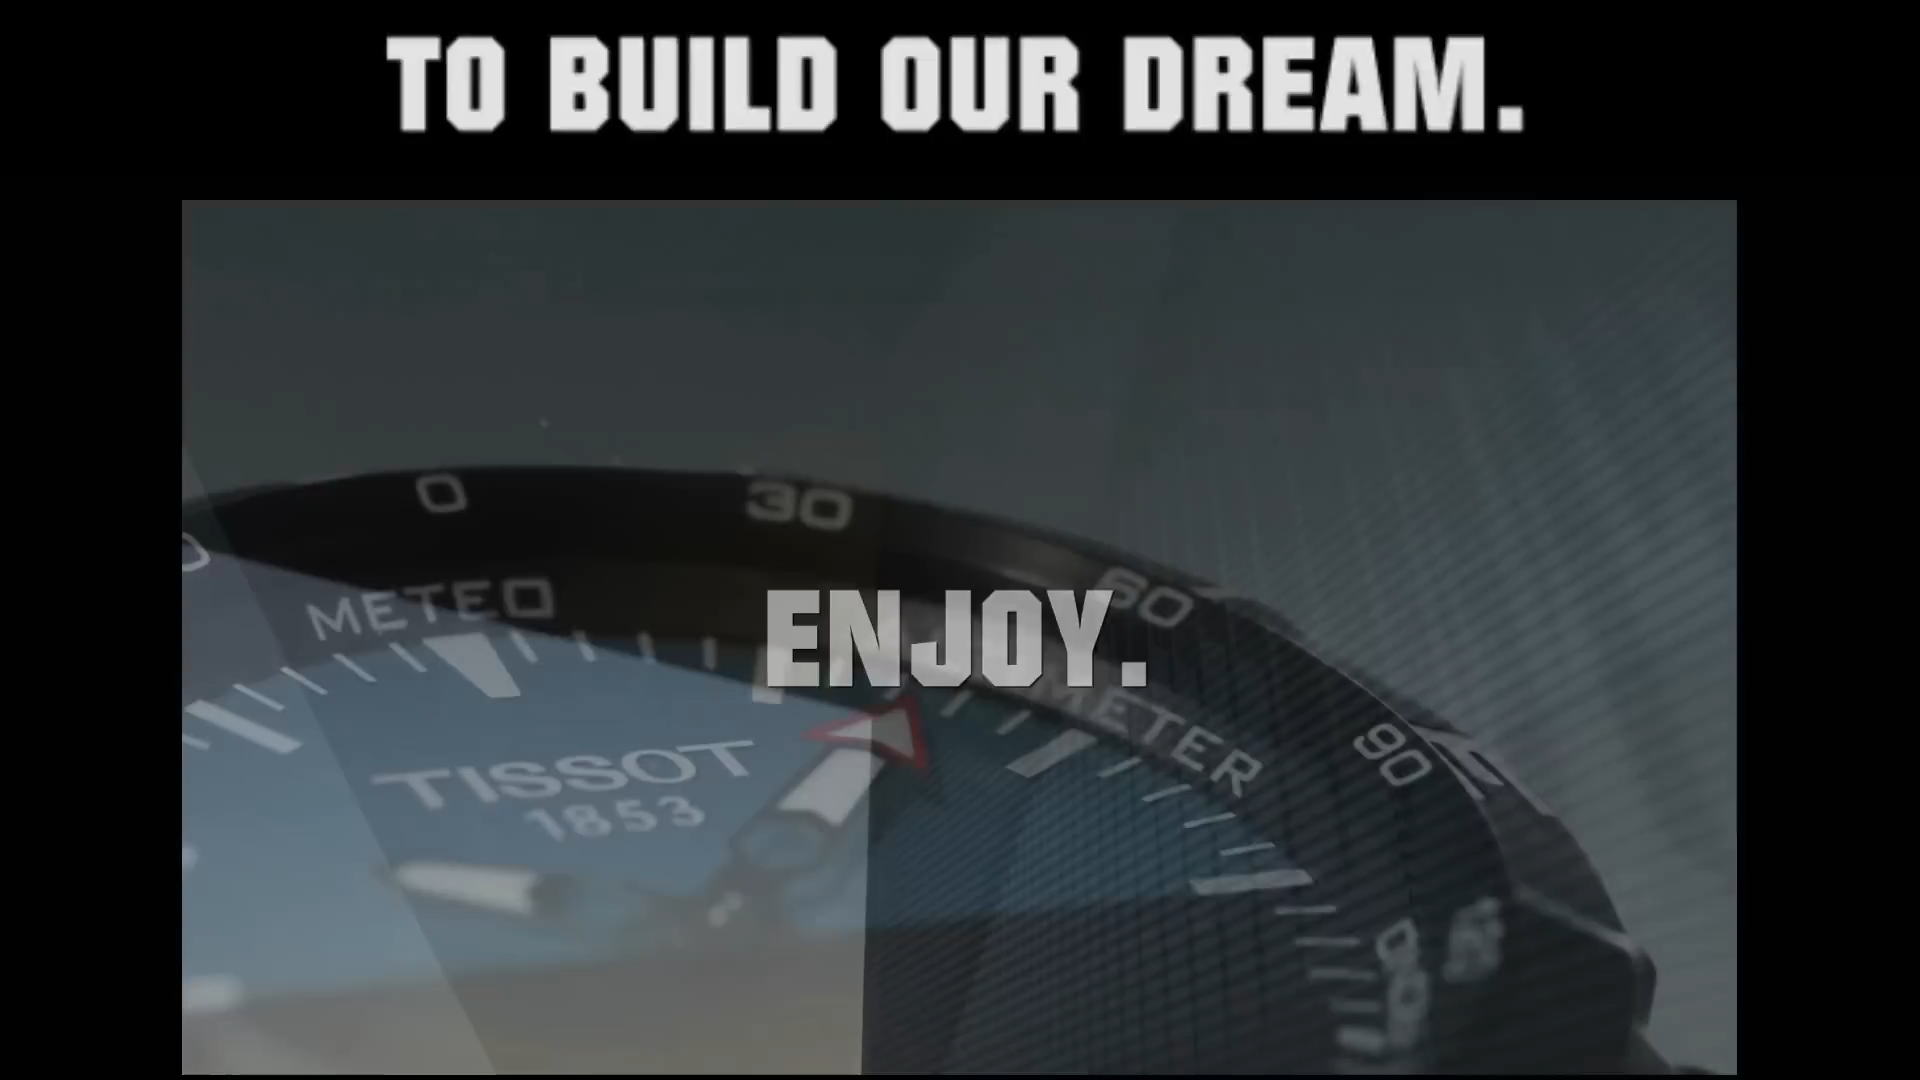 TO BUILD OUR DREAM.
0
30
60
90
METEO
METER
ENJOY.
TISSOT
1853